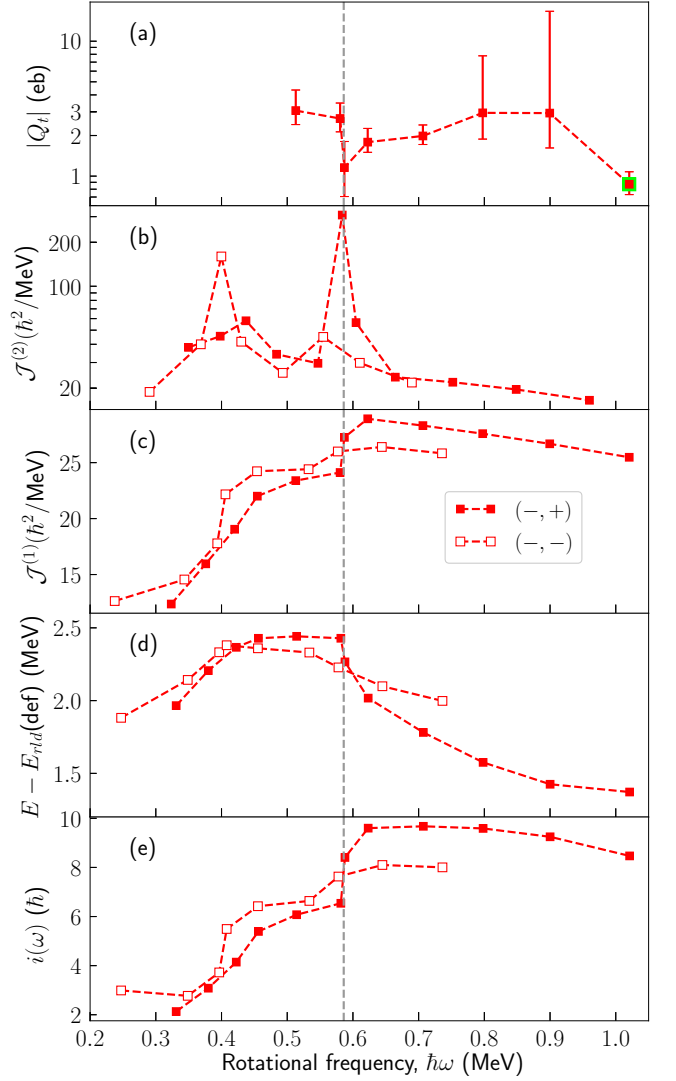 (a)
|Q_t| (eb)
10
3
2
1
(b)
𝒥^(2)(ħ²/MeV)
200
100
20
(c)
𝒥^(1)(ħ²/MeV)
25
20
15
(−, +)
(−, −)
(d)
E − E_rld(def) (MeV)
2.5
2.0
1.5
(e)
i(ω) (ħ)
10
8
6
4
2
0.2 0.3 0.4 0.5 0.6 0.7 0.8 0.9 1.0
Rotational frequency, ħω (MeV)